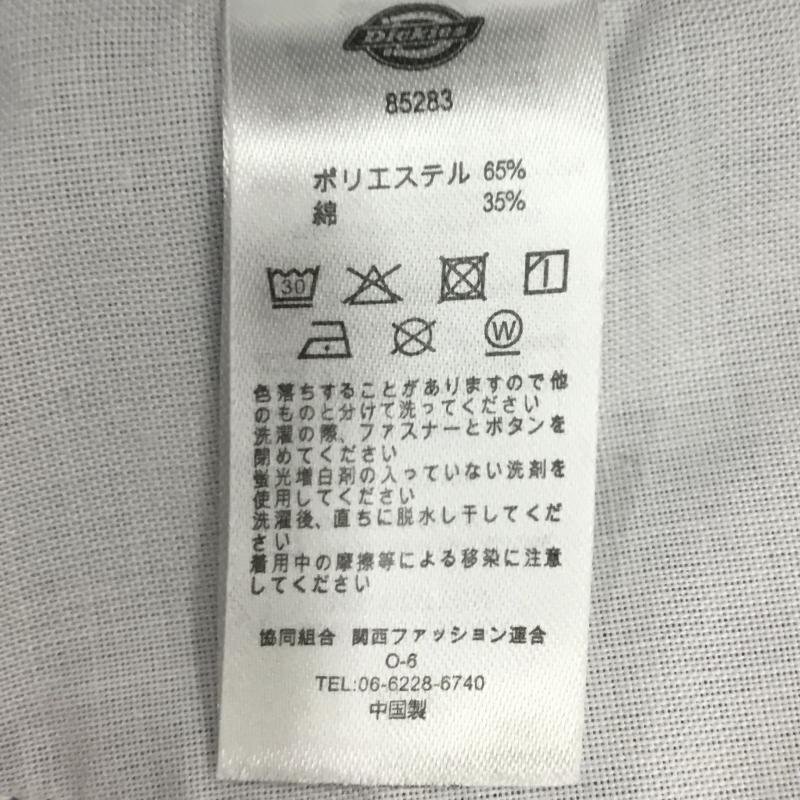 Dickies
85283
ポリエステル 65%
綿 35%
30
W
色落ちすることがありますので他
のものと分けて洗ってください
洗濯の際、ファスナーとボタンを
閉めてください
蛍光増白剤の入っていない洗剤を
使用してください
洗濯後、直ちに脱水し干してくだ
さい
着用中の摩擦等による移染に注意
してください
協同組合 関西ファッション連合
O-6
TEL:06-6228-6740
中国製